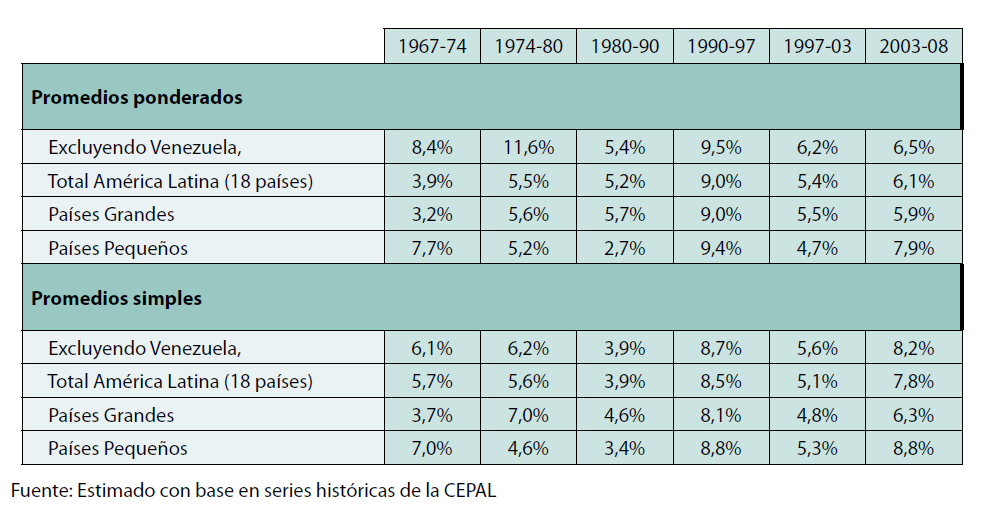 1967-74 1974-80 1980-90 1990-97 1997-03 2003-08
Promedios ponderados
Excluyendo Venezuela, 8,4% 11,6% 5,4% 9,5% 6,2% 6,5%
Total América Latina (18 países) 3,9% 5,5% 5,2% 9,0% 5,4% 6,1%
Países Grandes 3,2% 5,6% 5,7% 9,0% 5,5% 5,9%
Países Pequeños 7,7% 5,2% 2,7% 9,4% 4,7% 7,9%
Promedios simples
Excluyendo Venezuela, 6,1% 6,2% 3,9% 8,7% 5,6% 8,2%
Total América Latina (18 países) 5,7% 5,6% 3,9% 8,5% 5,1% 7,8%
Países Grandes 3,7% 7,0% 4,6% 8,1% 4,8% 6,3%
Países Pequeños 7,0% 4,6% 3,4% 8,8% 5,3% 8,8%
Fuente: Estimado con base en series históricas de la CEPAL